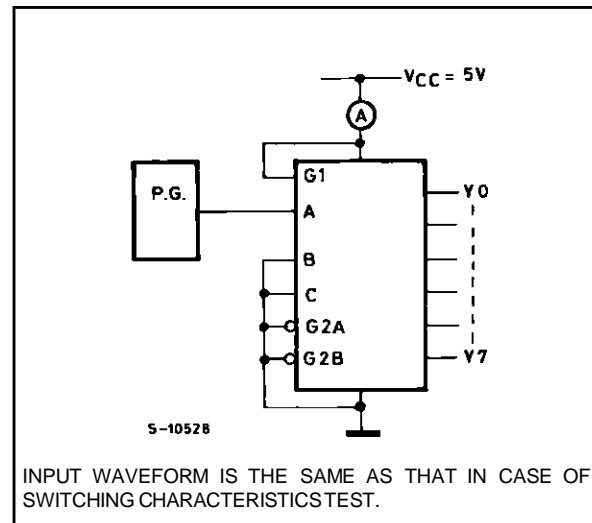 VCC = 5V
A
G1
P.G.
A
Y0
B
C
G2A
G2B
Y7
S-10528
INPUT WAVEFORM IS THE SAME AS THAT IN CASE OF
SWITCHING CHARACTERISTICS TEST.